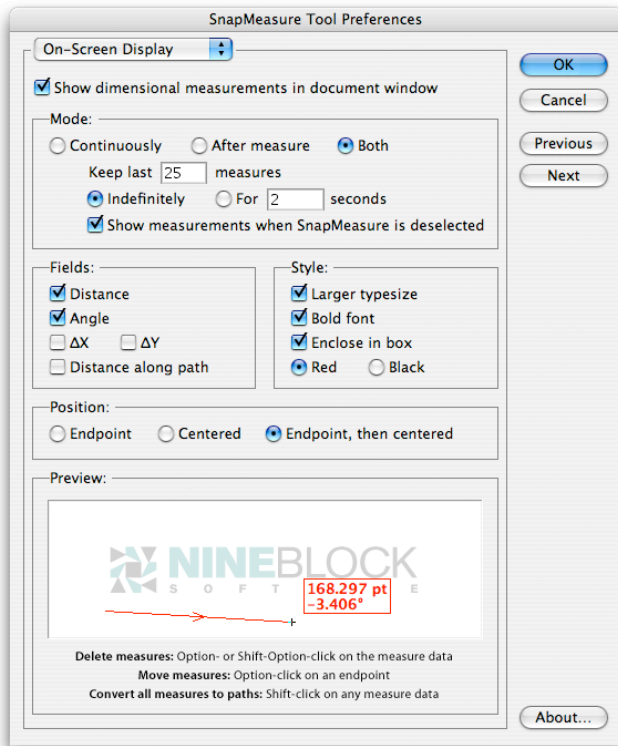 SnapMeasure Tool Preferences
On-Screen Display
OK
Show dimensional measurements in document window
Cancel
Mode:
Continuously After measure Both
Previous
Keep last 25 measures
Next
Indefinitely For 2 seconds
Show measurements when SnapMeasure is deselected
Fields:
Distance
Angle
ΔX ΔY
Distance along path
Style:
Larger typesize
Bold font
Enclose in box
Red Black
Position:
Endpoint Centered Endpoint, then centered
Preview:
NINEBLOCK
S O F T E
168.297 pt
-3.406°
Delete measures: Option- or Shift-Option-click on the measure data
Move measures: Option-click on an endpoint
Convert all measures to paths: Shift-click on any measure data
About...